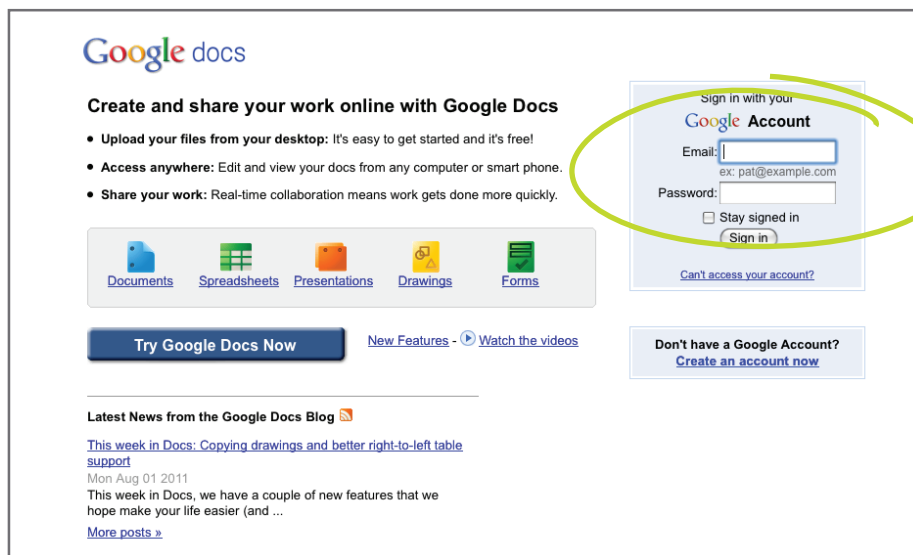 Google docs
Create and share your work online with Google Docs
Upload your files from your desktop: It's easy to get started and it's free!
Access anywhere: Edit and view your docs from any computer or smart phone.
Share your work: Real-time collaboration means work gets done more quickly.
Documents Spreadsheets Presentations Drawings Forms
Try Google Docs Now
New Features - Watch the videos
Latest News from the Google Docs Blog
This week in Docs: Copying drawings and better right-to-left table
support
Mon Aug 01 2011
This week in Docs, we have a couple of new features that we
hope make your life easier (and ...
More posts »
Sign in with your
Google Account
Email:
ex: pat@example.com
Password:
Stay signed in
Sign in
Can't access your account?
Don't have a Google Account?
Create an account now